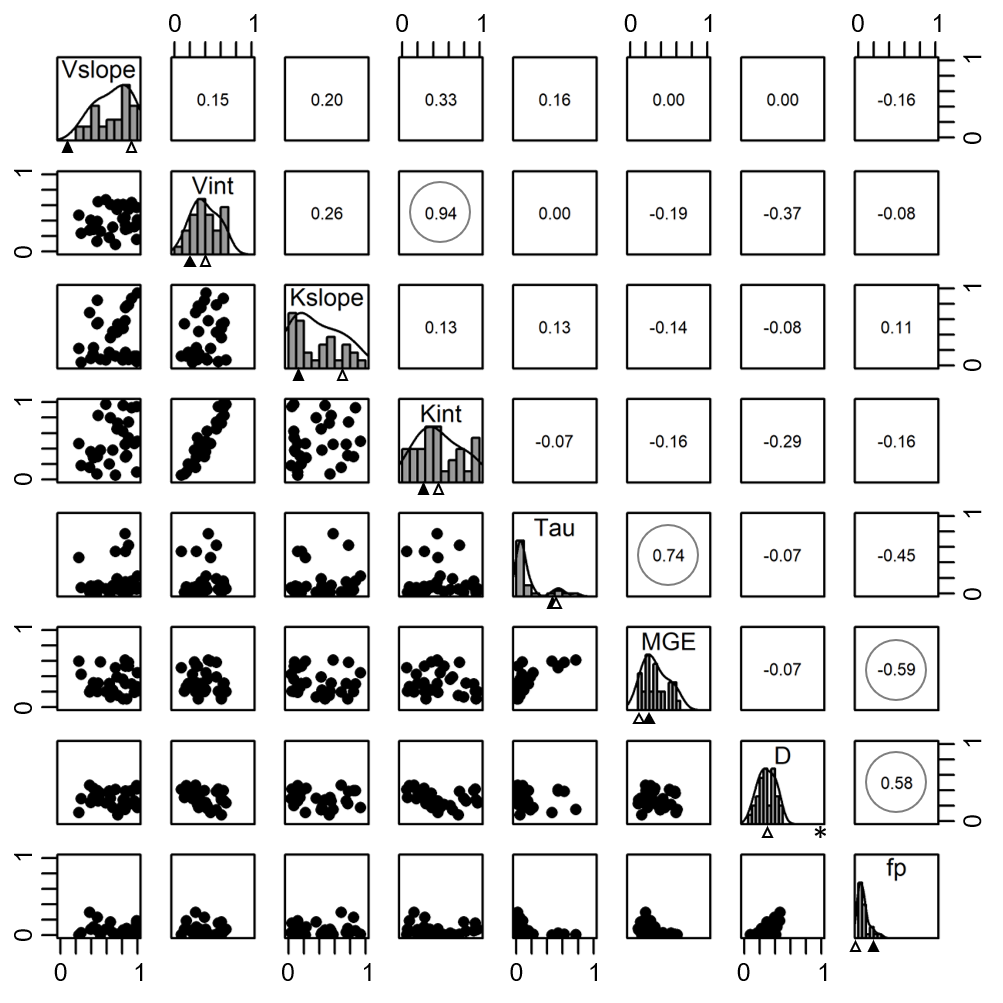 0 1 0 1 0 1 0 1
Vslope 0.15 0.20 0.33 0.16 0.00 0.00 -0.16 0 1
0 1 Vint 0.26 0.94 0.00 -0.19 -0.37 -0.08
Kslope 0.13 0.13 -0.14 -0.08 0.11 0 1
0 1 Kint -0.07 -0.16 -0.29 -0.16
Tau 0.74 -0.07 -0.45 0 1
0 1 MGE -0.07 -0.59
D 0.58 0 1
*
0 1 fp
0 1 0 1 0 1 0 1